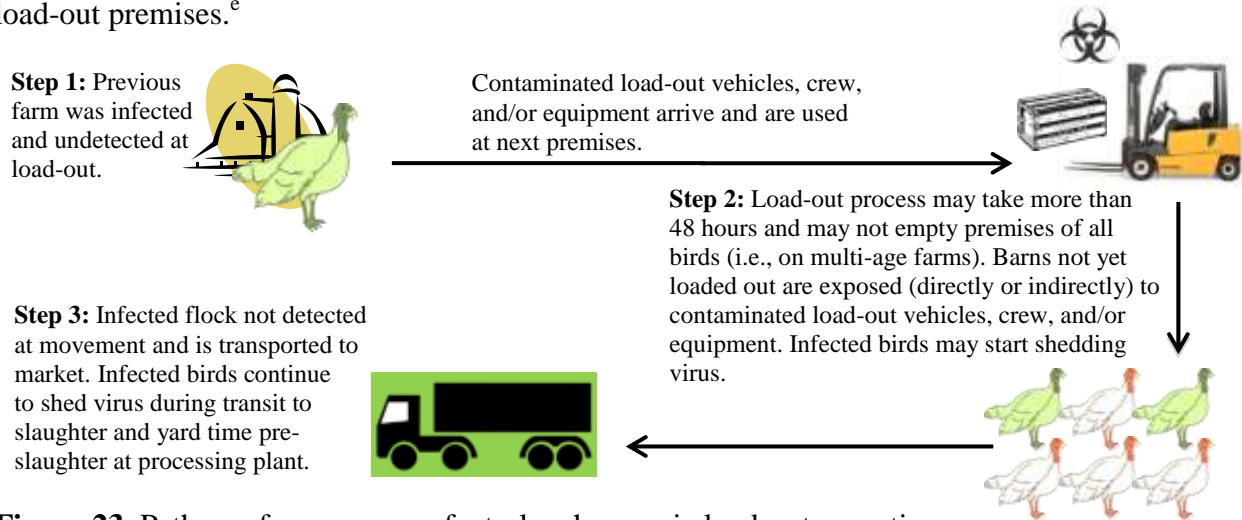 load-out premises.e
Step 1: Previous
farm was infected
and undetected at
load-out.
Contaminated load-out vehicles, crew,
and/or equipment arrive and are used
at next premises.
Step 2: Load-out process may take more than
48 hours and may not empty premises of all
birds (i.e., on multi-age farms). Barns not yet
loaded out are exposed (directly or indirectly) to
contaminated load-out vehicles, crew, and/or
equipment. Infected birds may start shedding
virus.
Step 3: Infected flock not detected
at movement and is transported to
market. Infected birds continue
to shed virus during transit to
slaughter and yard time pre-
slaughter at processing plant.